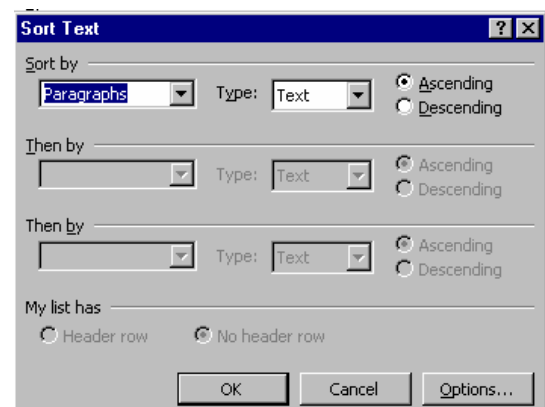 Sort Text
Sort by
Paragraphs Type: Text Ascending
Descending
Then by
Type: Text Ascending
Descending
Then by
Type: Text Ascending
Descending
My list has
Header row No header row
OK Cancel Options...